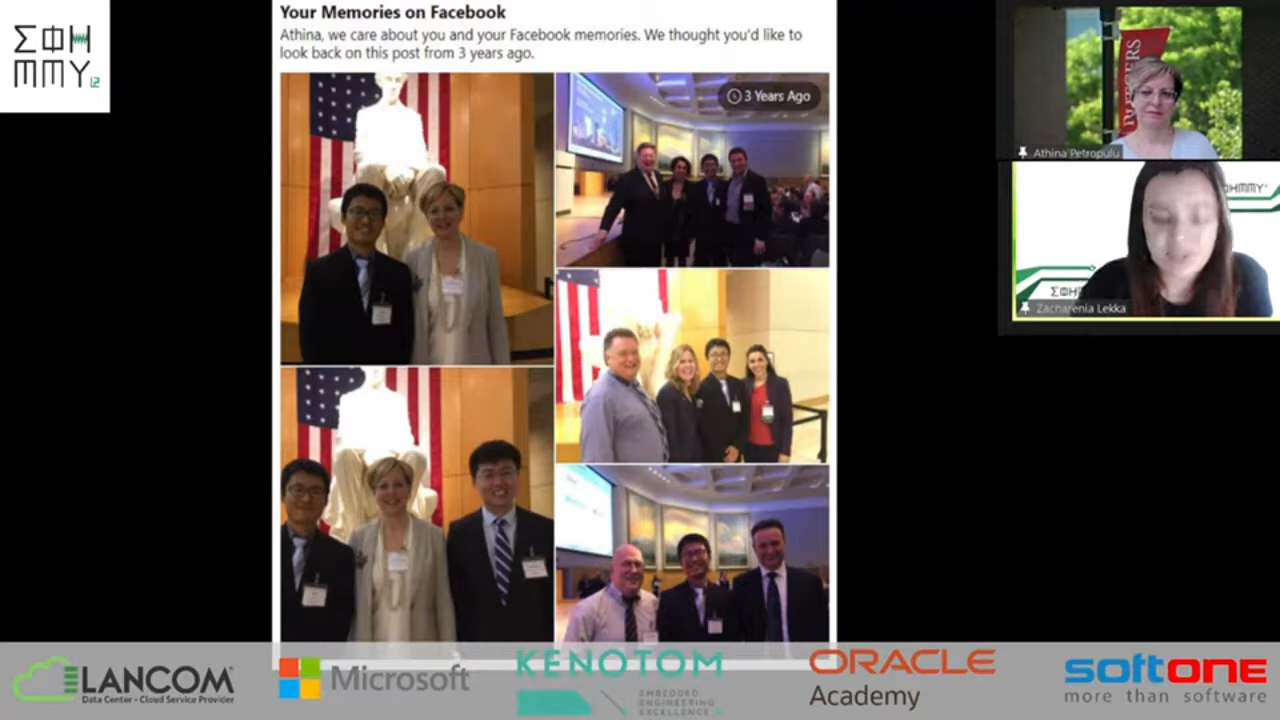 ΣΦΗ
ΜΜΥ 12
Your Memories on Facebook
Athina, we care about you and your Facebook memories. We thought you'd like to
look back on this post from 3 years ago.
3 Years Ago
RUTGERS
Athina Petropulu
ΣΦΗ
Zacharenia Lekka
LANCOM
Data Center • Cloud Service Provider
Microsoft
KENOTOM
EMBEDDED
ENGINEERING
EXCELLENCE
ORACLE
Academy
softone
more than software